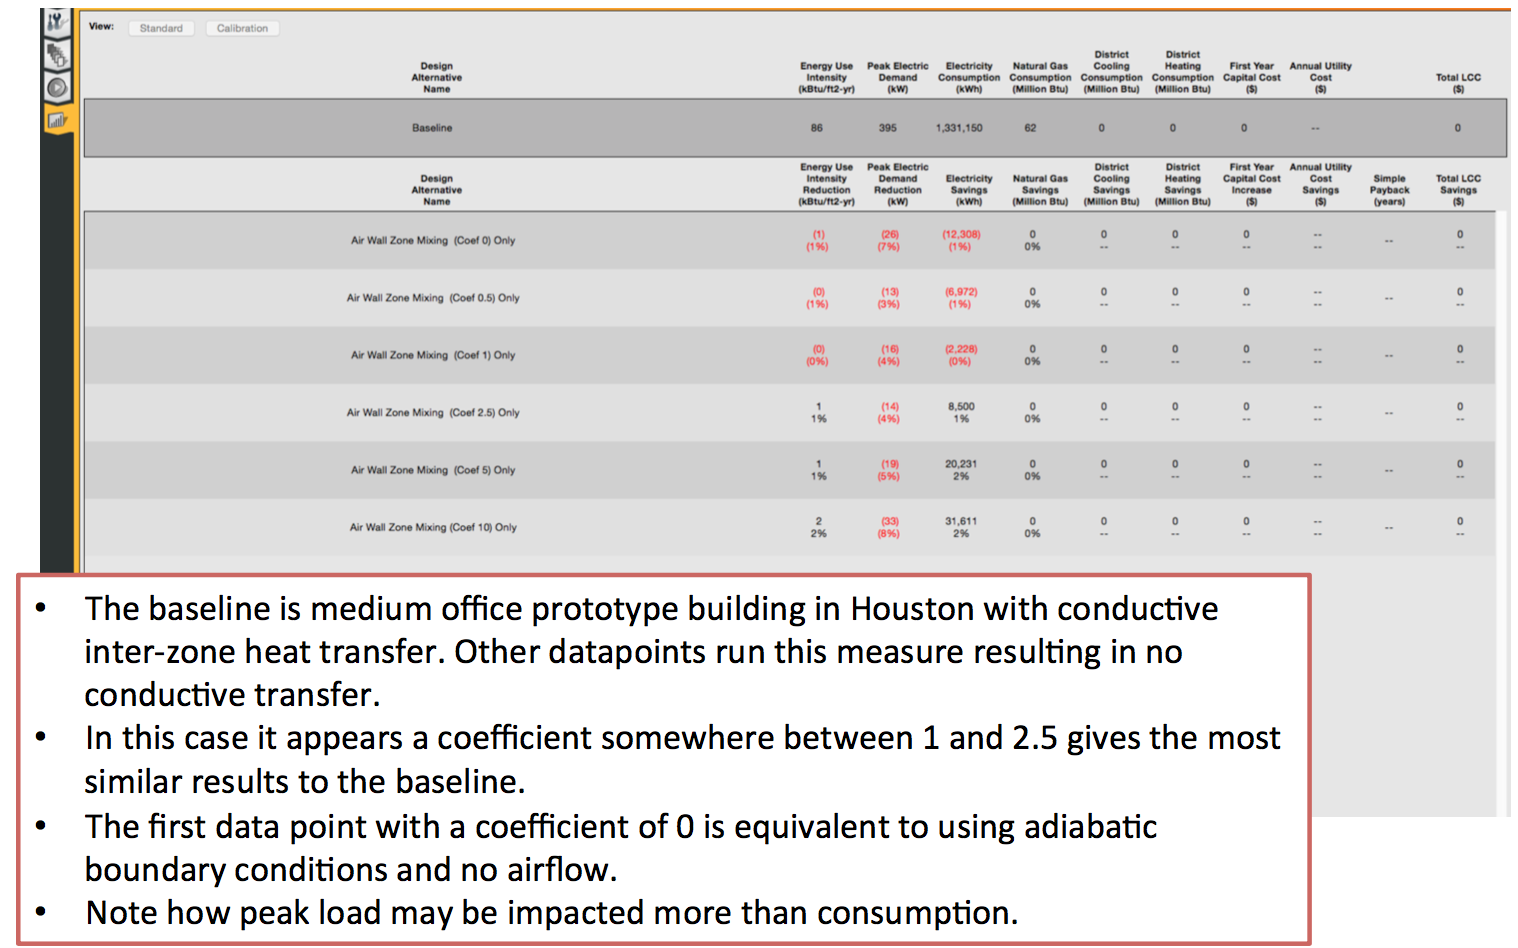 View: Standard Calibration
Design Alternative Name Energy Use Intensity (kBtu/ft2-yr) Peak Electric Demand (kW) Electricity Consumption (kWh) Natural Gas Consumption (Million Btu) District Cooling Consumption (Million Btu) District Heating Consumption (Million Btu) First Year Capital Cost ($) Annual Utility Cost ($) Total LCC ($)
Baseline 86 395 1,331,150 62 0 0 0 -- 0
Design Alternative Name Energy Use Intensity Reduction (kBtu/ft2-yr) Peak Electric Demand Reduction (kW) Electricity Savings (kWh) Natural Gas Savings (Million Btu) District Cooling Savings (Million Btu) District Heating Savings (Million Btu) First Year Capital Cost Increase ($) Annual Utility Cost Savings ($) Simple Payback (years) Total LCC Savings ($)
Air Wall Zone Mixing (Coef 0) Only (1) (26) (12,308) 0 0 0 0 -- -- 0
(1%) (7%) (1%) 0% -- -- -- -- --
Air Wall Zone Mixing (Coef 0.5) Only (0) (13) (6,972) 0 0 0 0 -- -- 0
(1%) (3%) (1%) 0% -- -- -- -- --
Air Wall Zone Mixing (Coef 1) Only (0) (16) (2,228) 0 0 0 0 -- -- 0
(0%) (4%) (0%) 0% -- -- -- -- --
Air Wall Zone Mixing (Coef 2.5) Only 1 (14) 8,500 0 0 0 0 -- -- 0
1% (4%) 1% 0% -- -- -- -- --
Air Wall Zone Mixing (Coef 5) Only 1 (19) 20,231 0 0 0 0 -- -- 0
1% (5%) 2% 0% -- -- -- -- --
Air Wall Zone Mixing (Coef 10) Only 2 (33) 31,611 0 0 0 0 -- -- 0
2% (8%) 2% 0% -- -- -- -- --
• The baseline is medium office prototype building in Houston with conductive
inter-zone heat transfer. Other datapoints run this measure resulting in no
conductive transfer.
• In this case it appears a coefficient somewhere between 1 and 2.5 gives the most
similar results to the baseline.
• The first data point with a coefficient of 0 is equivalent to using adiabatic
boundary conditions and no airflow.
• Note how peak load may be impacted more than consumption.